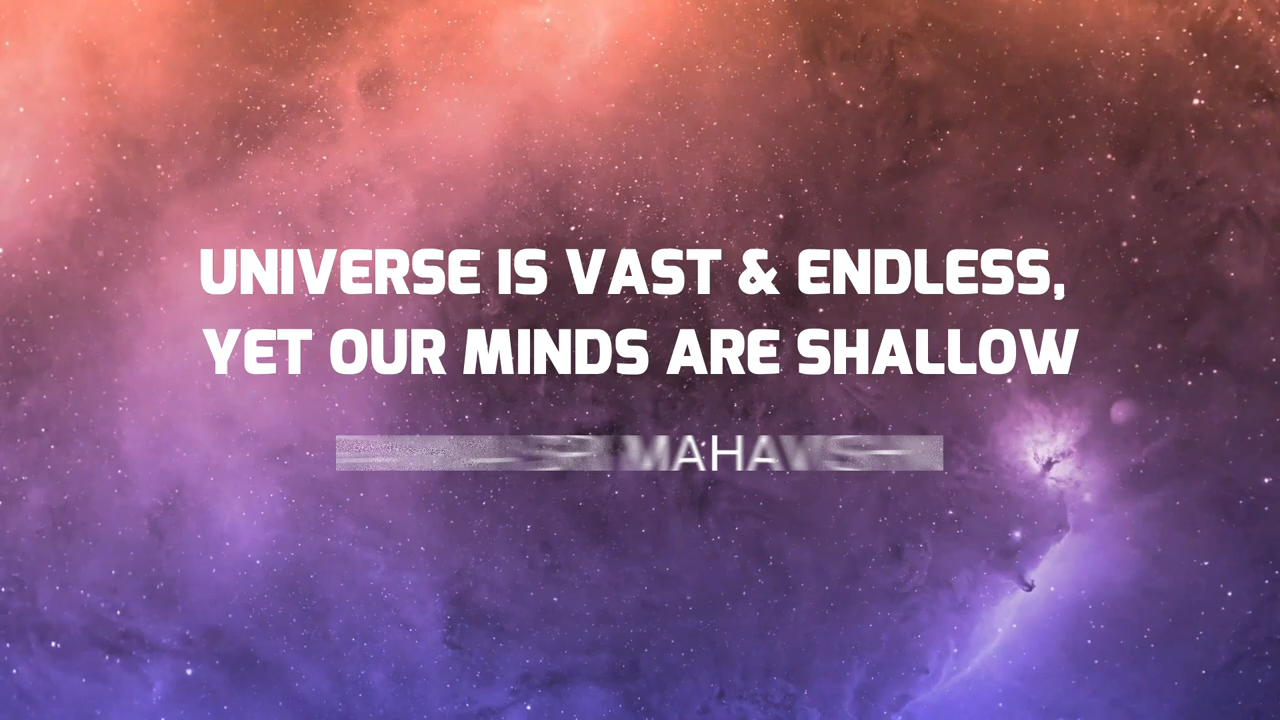 UNIVERSE IS VAST & ENDLESS,
YET OUR MINDS ARE SHALLOW